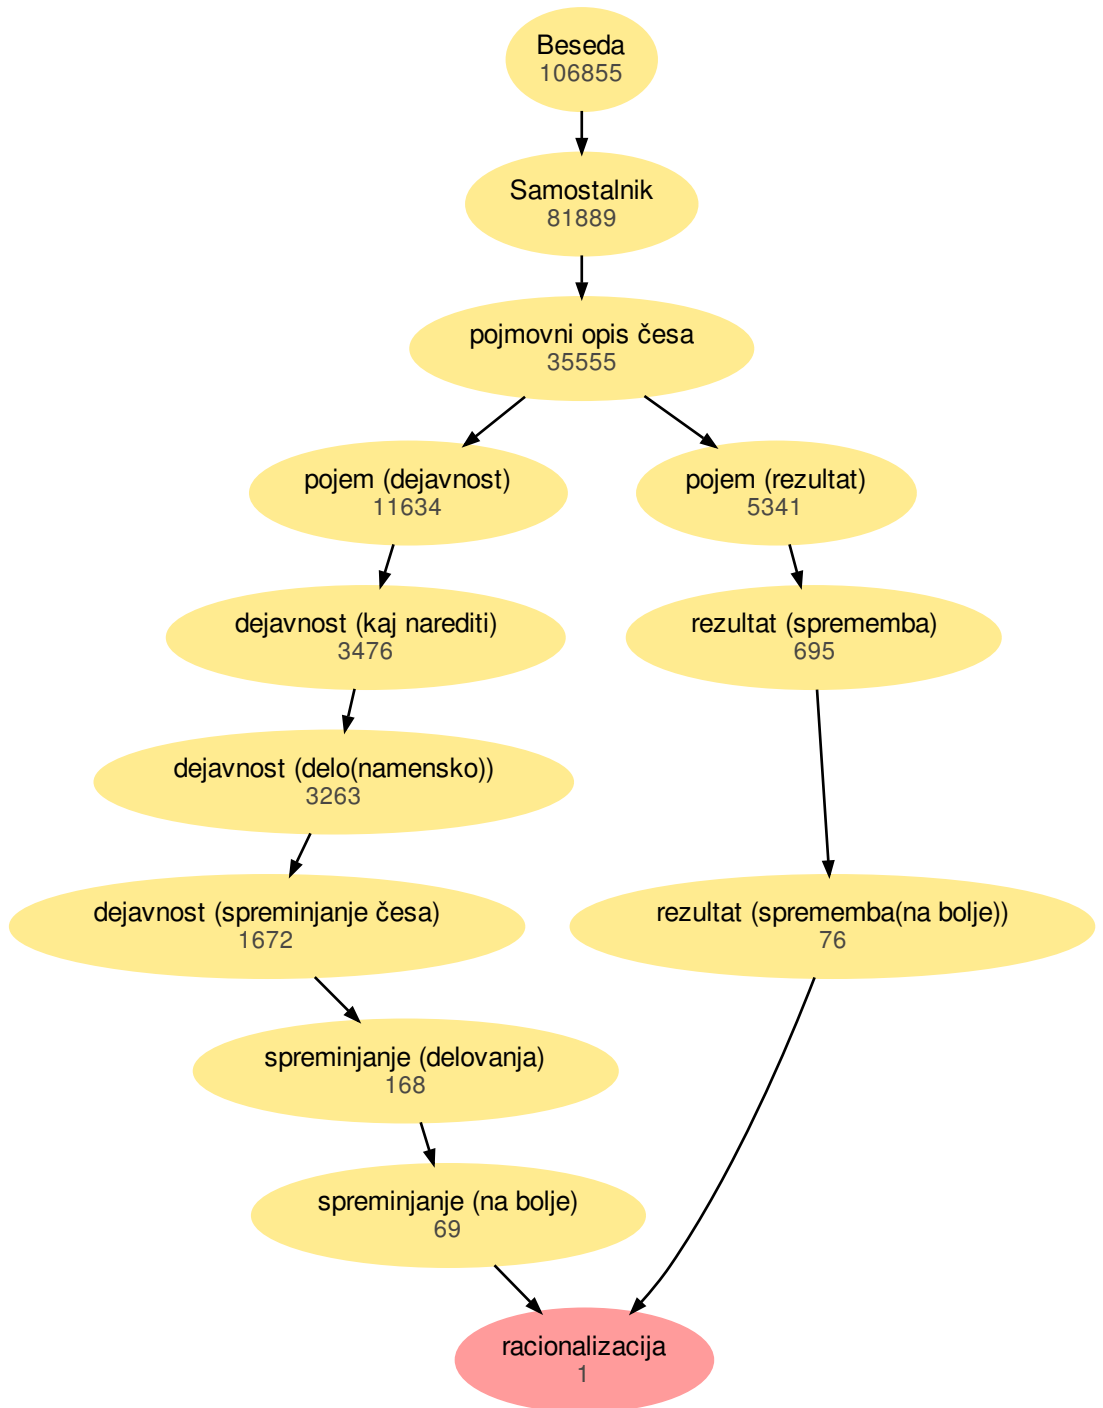 Beseda
106855
Samostalnik
81889
pojmovni opis česa
35555
pojem (dejavnost)
11634
pojem (rezultat)
5341
dejavnost (kaj narediti)
3476
rezultat (sprememba)
695
dejavnost (delo(namensko))
3263
dejavnost (spreminjanje česa)
1672
rezultat (sprememba(na bolje))
76
spreminjanje (delovanja)
168
spreminjanje (na bolje)
69
racionalizacija
1